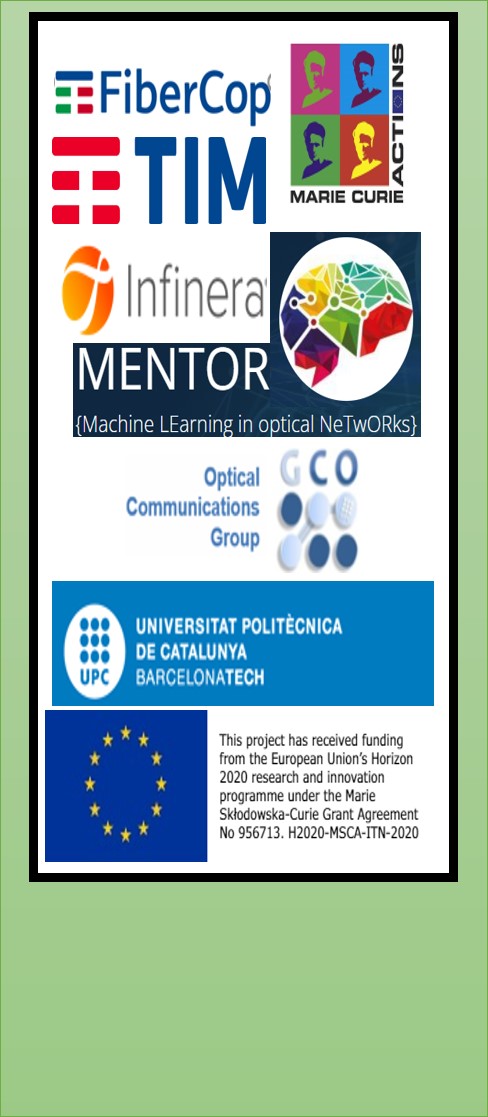 FiberCop
TIM
MARIE CURIE
ACTIONS
Infinera
MENTOR
{Machine LEarning in optical NeTwORks}
GCO
Optical
Communications
Group
UPC
UNIVERSITAT POLITÈCNICA
DE CATALUNYA
BARCELONATECH
This project has received funding
from the European Union's Horizon
2020 research and innovation
programme under the Marie
Skłodowska-Curie Grant Agreement
No 956713. H2020-MSCA-ITN-2020